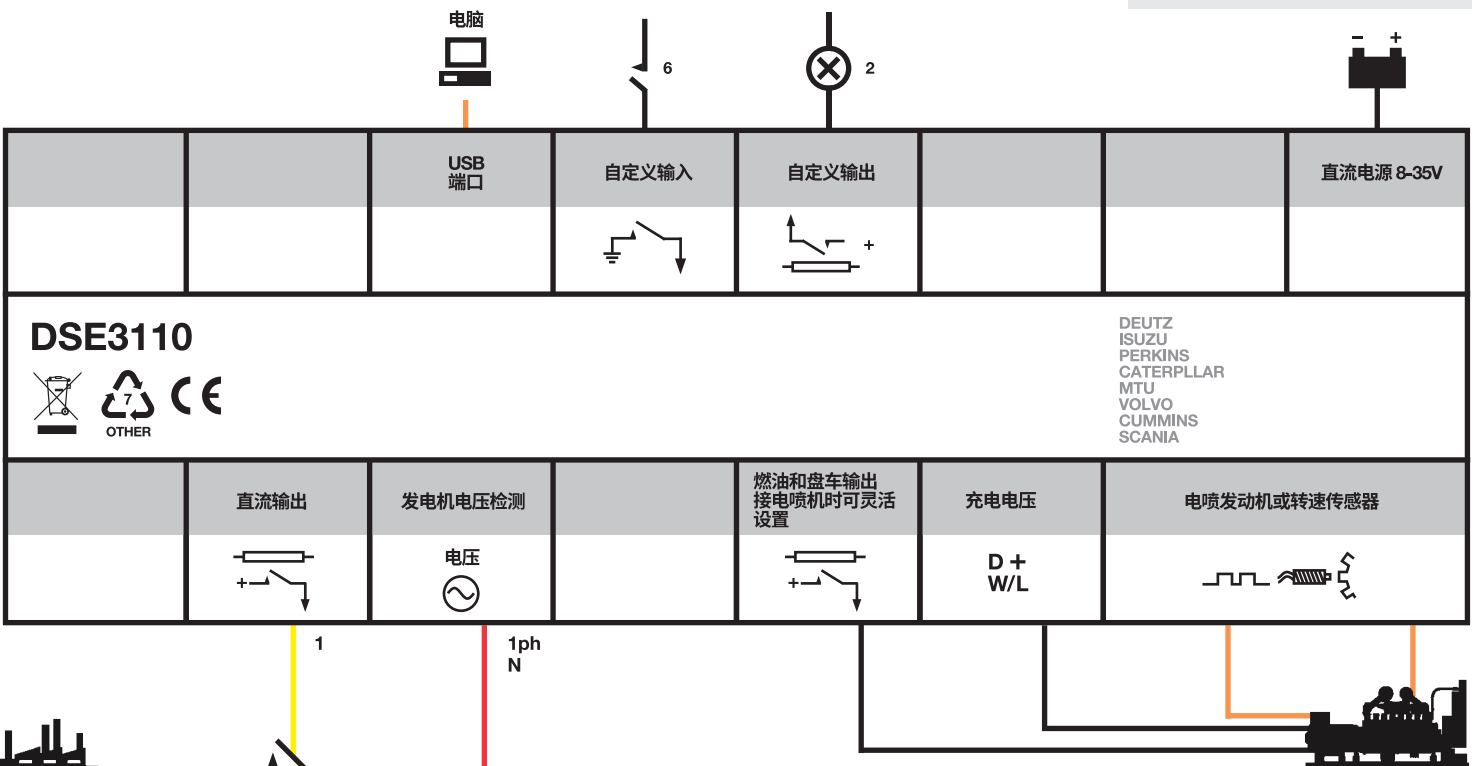 电脑
6
2
- +
USB
端口
自定义输入
自定义输出
直流电源 8-35V
+
DSE3110
7
OTHER
CE
DEUTZ
ISUZU
PERKINS
CATERPLLAR
MTU
VOLVO
CUMMINS
SCANIA
直流输出
发电机电压检测
燃油和盘车输出
接电喷机时可灵活
设置
充电电压
电喷发动机或转速传感器
+
电压
+
D +
W/L
1
1ph
N